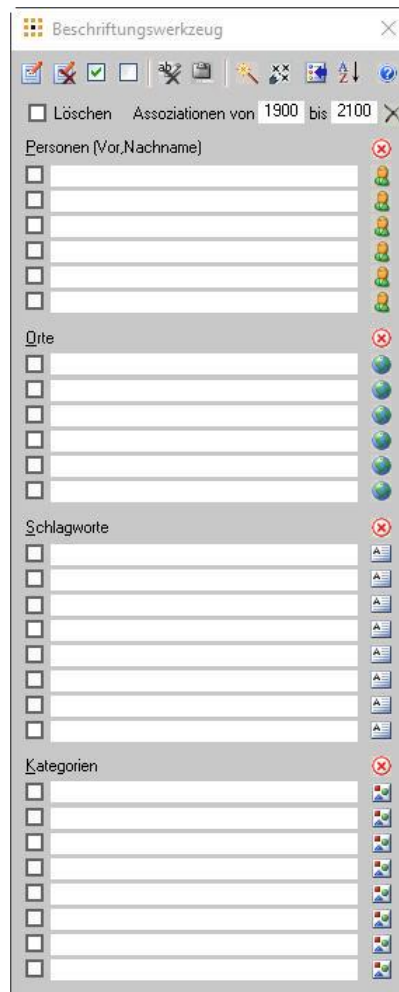 Beschriftungswerkzeug
Löschen Assoziationen von 1900 bis 2100
Personen (Vor,Nachname)
Orte
Schlagworte
Kategorien